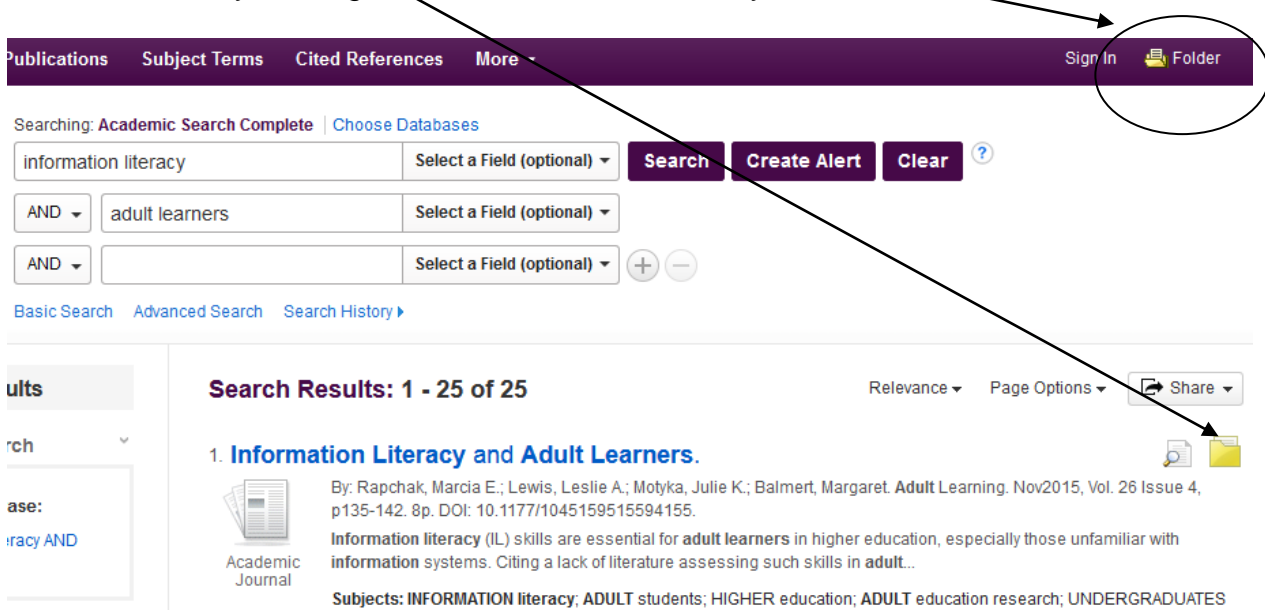 Publications Subject Terms Cited References More Sign In Folder
Searching: Academic Search Complete Choose Databases
information literacy Select a Field (optional) Search Create Alert Clear ?
AND adult learners Select a Field (optional)
AND Select a Field (optional)
Basic Search Advanced Search Search History
ults Search Results: 1 - 25 of 25 Relevance Page Options Share
rch
1. Information Literacy and Adult Learners.
By: Rapchak, Marcia E.; Lewis, Leslie A.; Motyka, Julie K.; Balmert, Margaret. Adult Learning. Nov2015, Vol. 26 Issue 4,
ase:
p135-142. 8p. DOI: 10.1177/1045159515594155.
eracy AND
Information literacy (IL) skills are essential for adult learners in higher education, especially those unfamiliar with
information systems. Citing a lack of literature assessing such skills in adult...
Academic
Journal
Subjects: INFORMATION literacy; ADULT students; HIGHER education; ADULT education research; UNDERGRADUATES